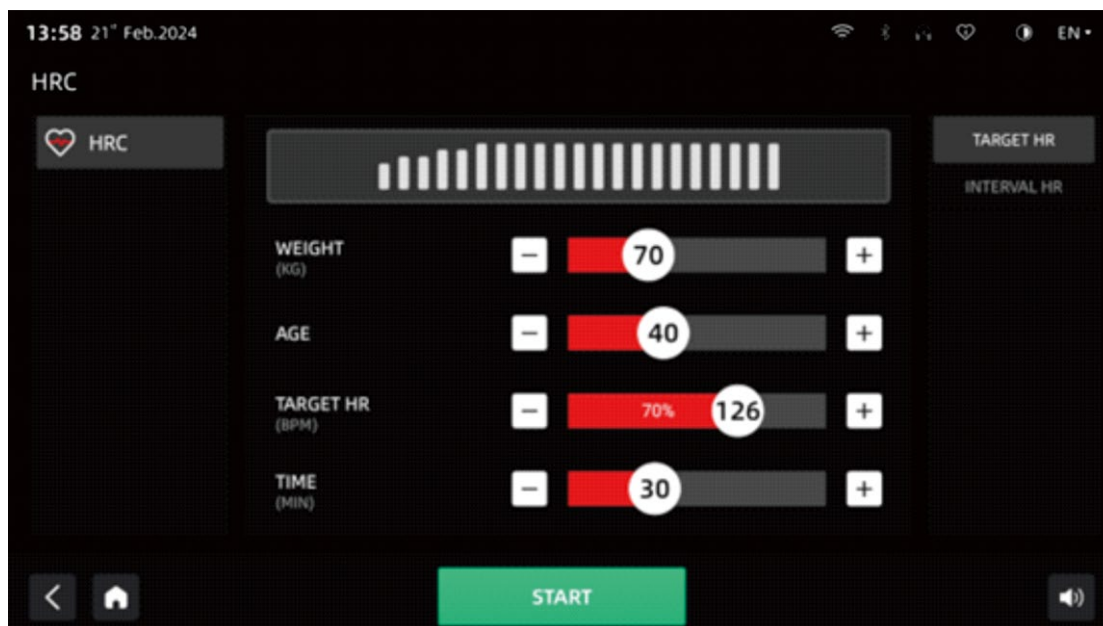 13:58 21st Feb.2024
EN
HRC
HRC
TARGET HR
INTERVAL HR
WEIGHT
(KG)
− 70 +
AGE
− 40 +
TARGET HR
(BPM)
− 70% 126 +
TIME
(MIN)
− 30 +
START